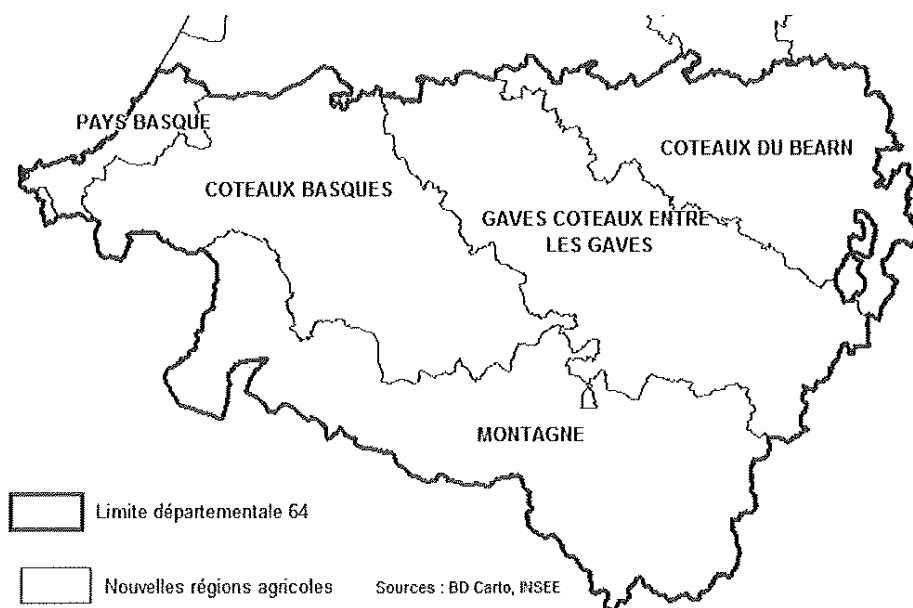 PAYS BASQUE
COTEAUX DU BEARN
COTEAUX BASQUES
GAVES COTEAUX ENTRE
LES GAVES
MONTAGNE
Limite départementale 64
Nouvelles régions agricoles
Sources : BD Carto, INSEE